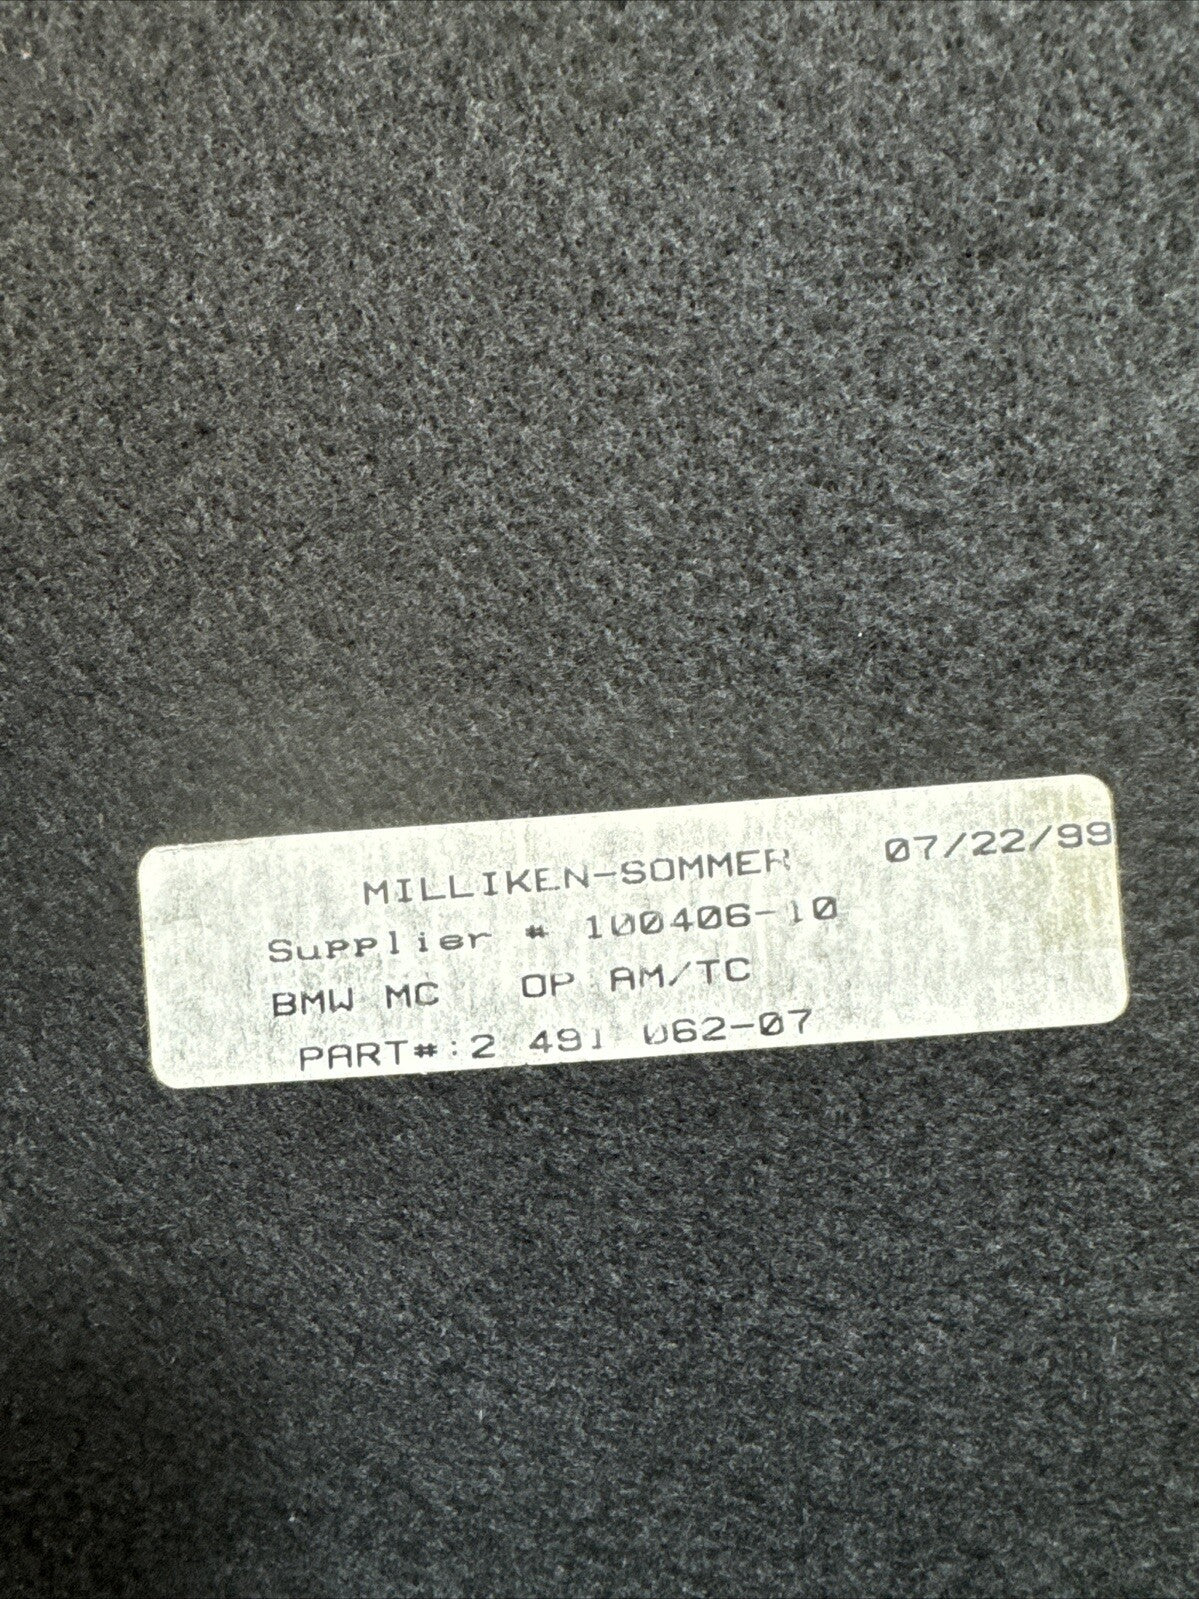 MILLIKEN-SOMMER 07/22/99
Supplier # 100406-10
BMW MC OP AM/TC
PART#:2 491 062-07